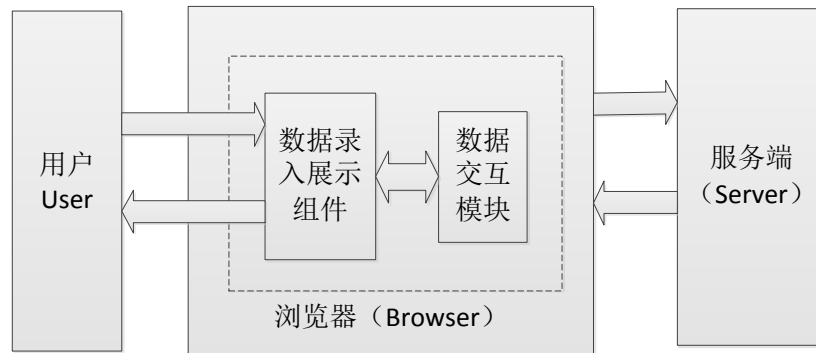 用户
User
数据录
入展示
组件
数据
交互
模块
浏览器（Browser）
服务端
（Server）